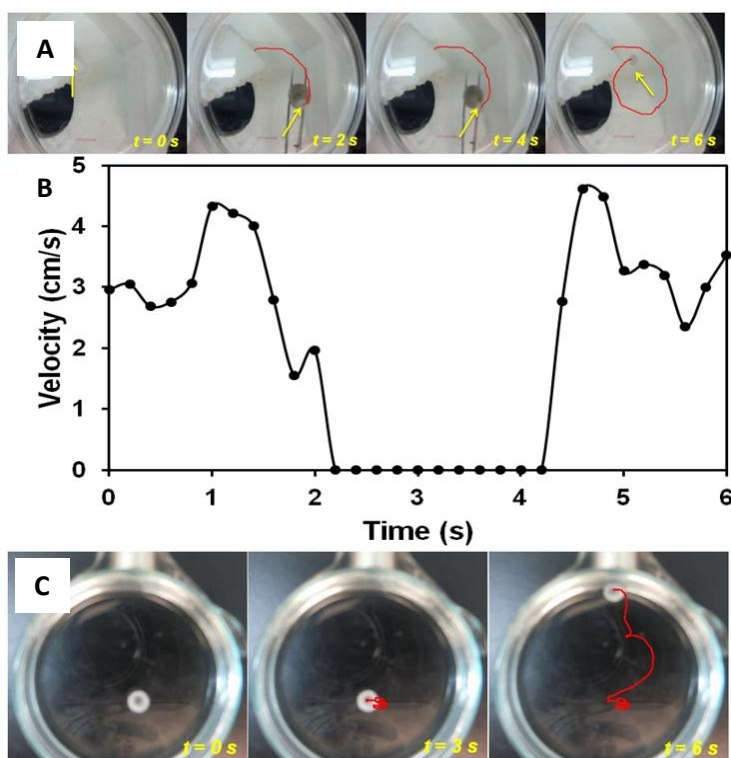 A
t = 0 s
t = 2 s
t = 4 s
t = 6 s
B
5
4
3
2
1
0
Velocity (cm/s)
0 1 2 3 4 5 6
Time (s)
C
t = 0 s
t = 3 s
t = 6 s